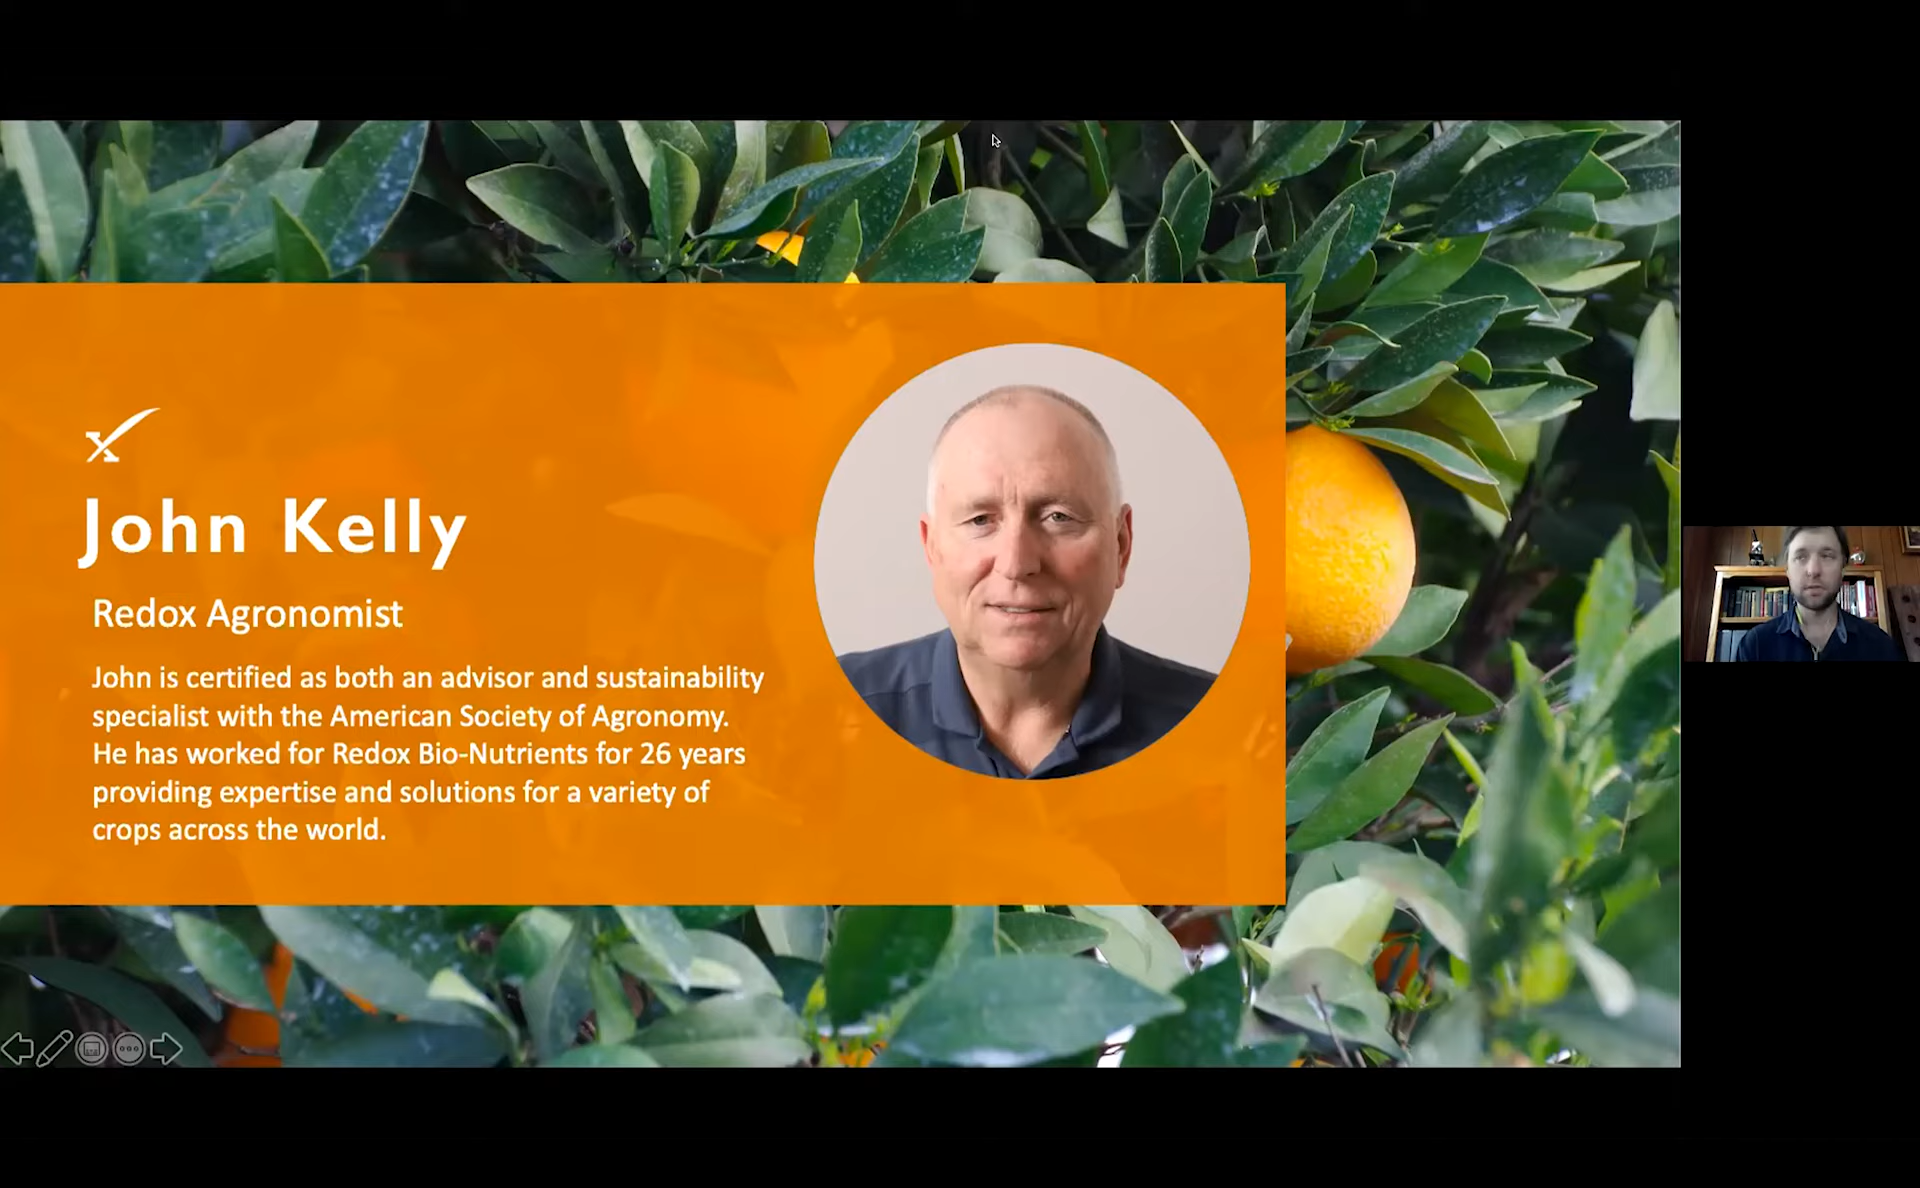 John Kelly
Redox Agronomist
John is certified as both an advisor and sustainability
specialist with the American Society of Agronomy.
He has worked for Redox Bio-Nutrients for 26 years
providing expertise and solutions for a variety of
crops across the world.